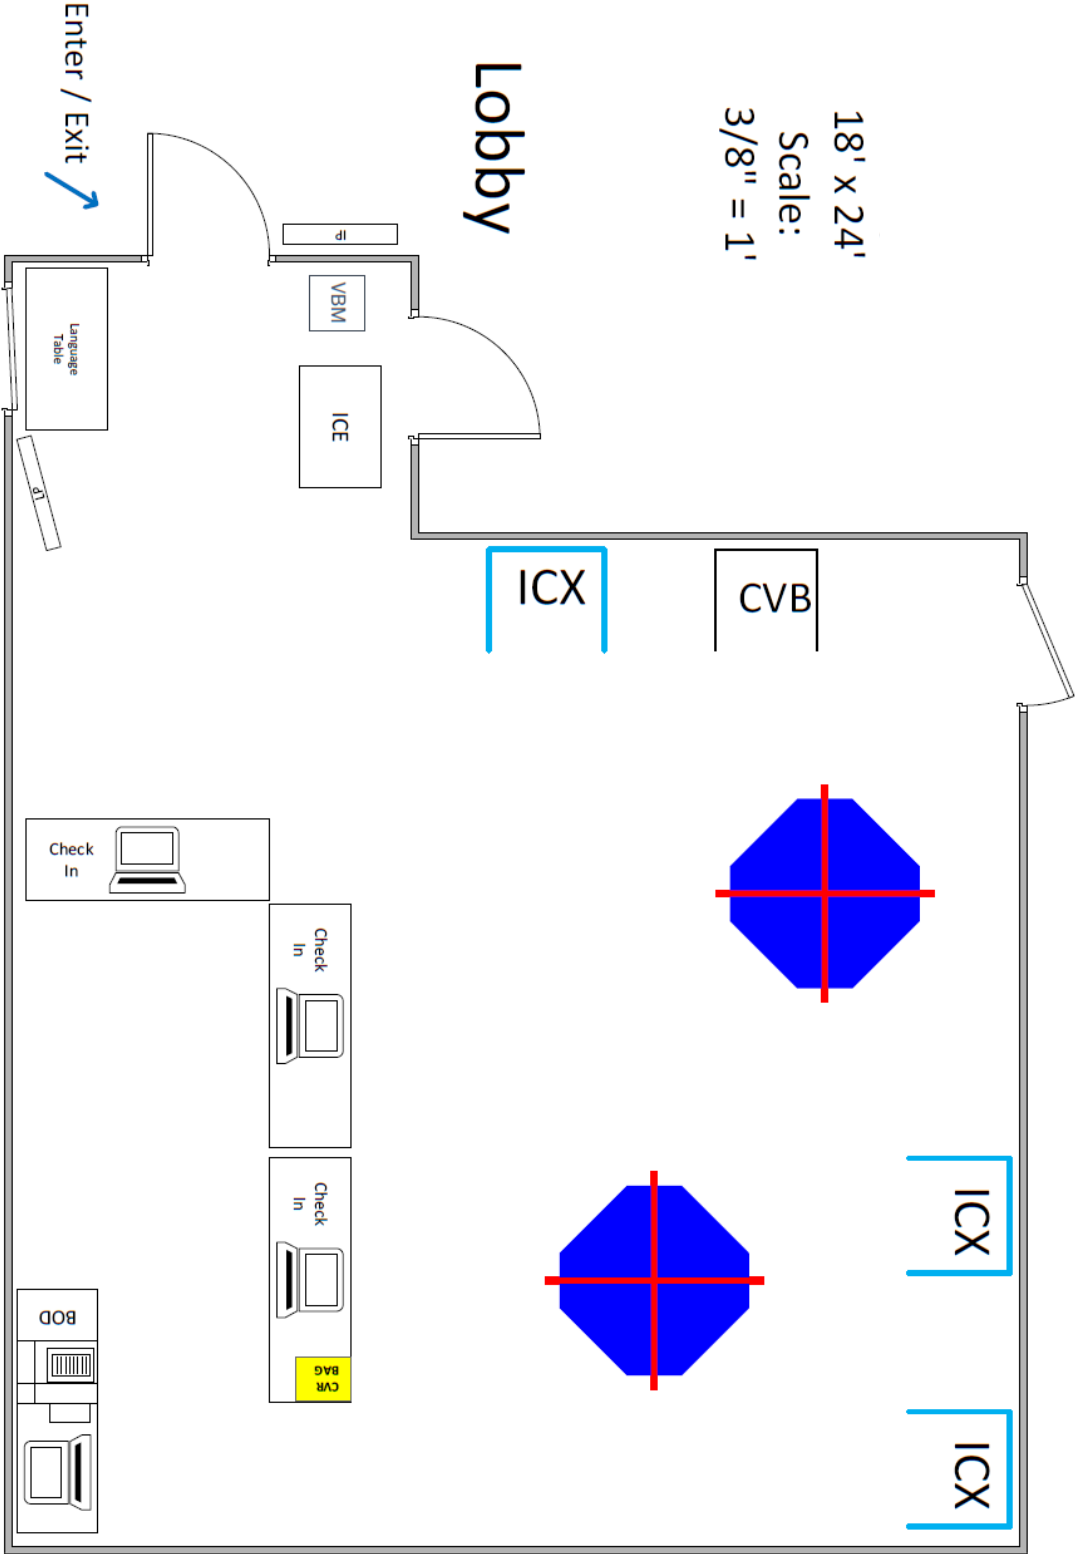 Enter / Exit
Lobby
18' x 24'
Scale:
3/8" = 1'
IP
VBM
Language
Table
ICE
LP
ICX
CVB
Check
In
Check
In
Check
In
CVR
BAG
BOD
ICX
ICX